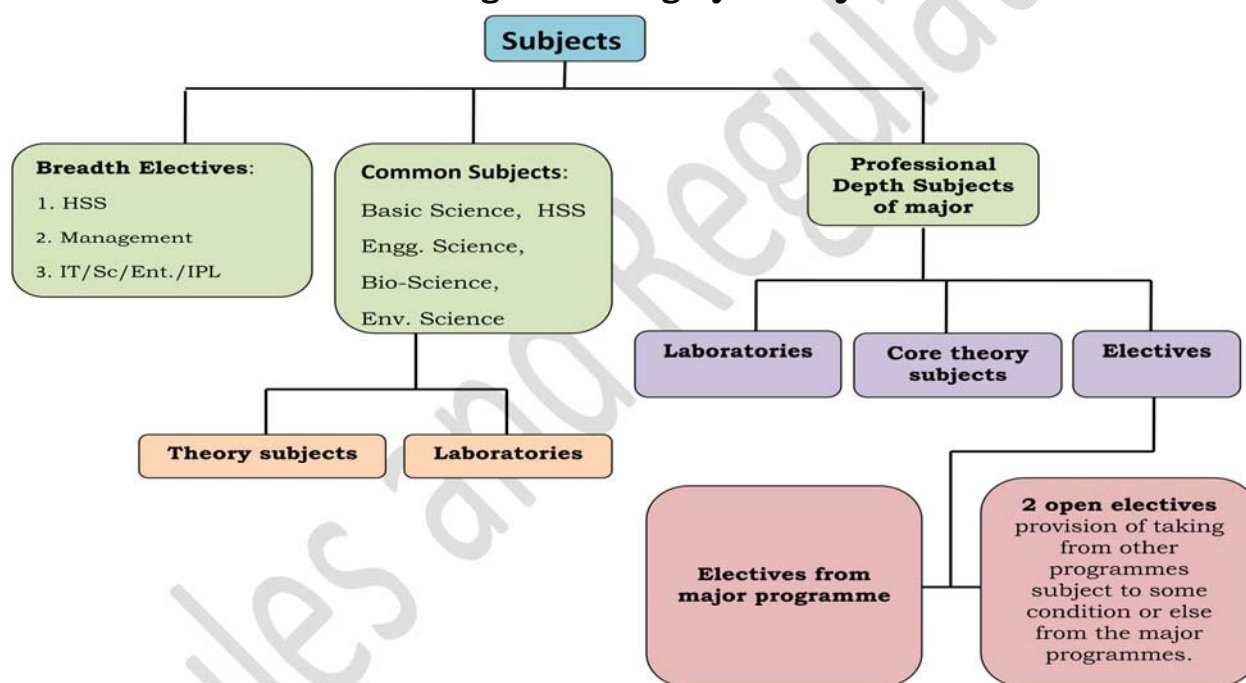 Subjects
Breadth Electives:
1. HSS
2. Management
3. IT/Sc/Ent./IPL
Common Subjects:
Basic Science, HSS
Engg. Science,
Bio-Science,
Env. Science
Professional
Depth Subjects
of major
Theory subjects
Laboratories
Laboratories
Core theory
subjects
Electives
Electives from
major programme
2 open electives
provision of taking
from other
programmes
subject to some
condition or else
from the major
programmes.
les and Regulat